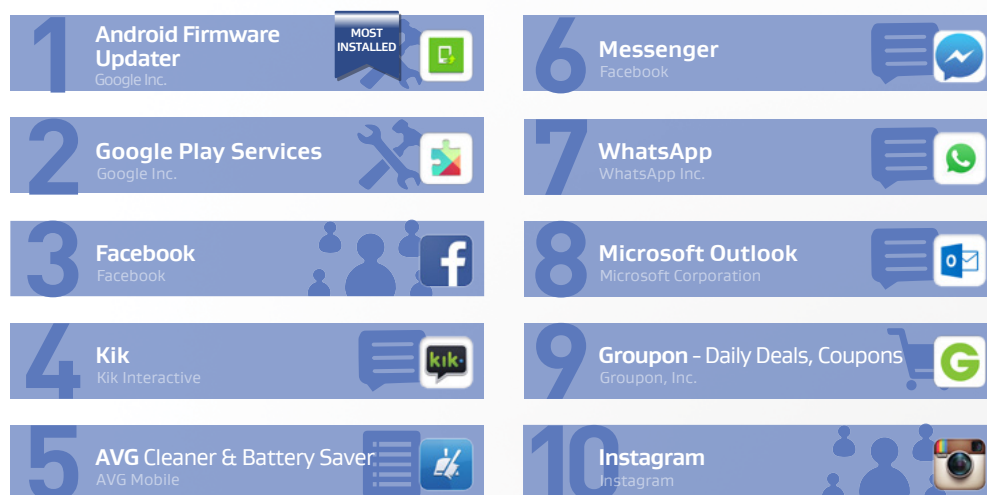 1
Android Firmware
Updater
Google Inc.
MOST
INSTALLED
2
Google Play Services
Google Inc.
3
Facebook
Facebook
f
4
Kik
Kik Interactive
kik
5
AVG Cleaner & Battery Saver
AVG Mobile
6
Messenger
Facebook
7
WhatsApp
WhatsApp Inc.
8
Microsoft Outlook
Microsoft Corporation
O
9
Groupon - Daily Deals, Coupons
Groupon, Inc.
G
10
Instagram
Instagram